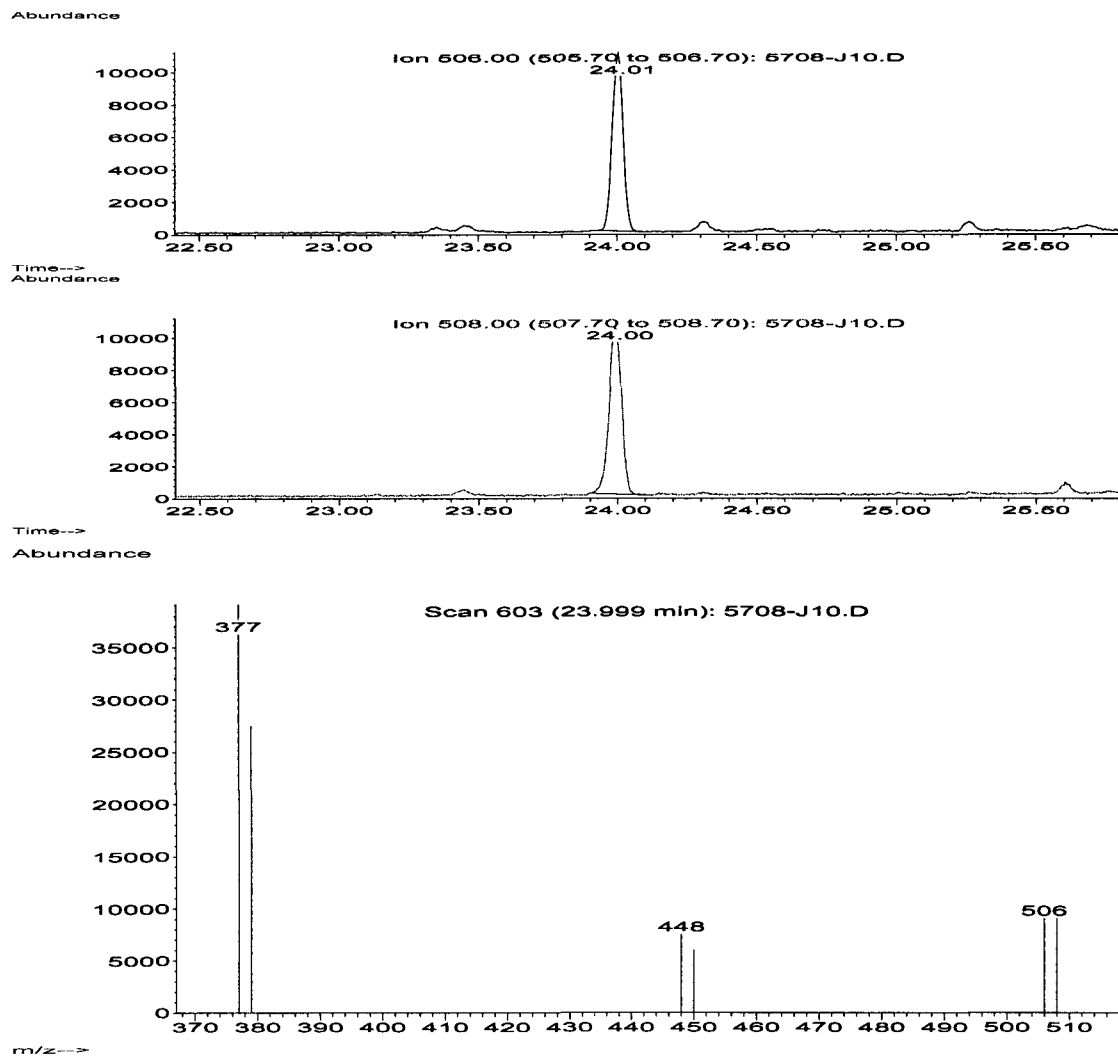 Abundance
Ion 506.00 (505.70 to 506.70): 5708-J10.D
24.01
10000
8000
6000
4000
2000
0
22.50 23.00 23.50 24.00 24.50 25.00 25.50
Time-->
Abundance
Ion 508.00 (507.70 to 508.70): 5708-J10.D
24.00
10000
8000
6000
4000
2000
0
22.50 23.00 23.50 24.00 24.50 25.00 25.50
Time-->
Abundance
Scan 603 (23.999 min): 5708-J10.D
377
35000
30000
25000
20000
15000
10000
506
448
5000
0
370 380 390 400 410 420 430 440 450 460 470 480 490 500 510
m/z-->